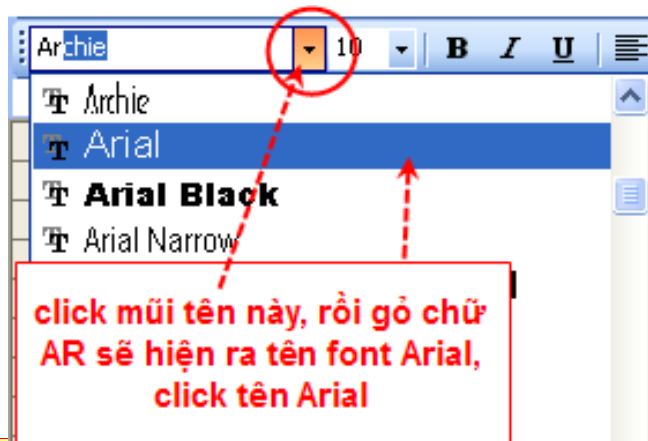 Archie 10 B I U
Archie
Arial
Arial Black
Arial Narrow
click mũi tên này, rồi gỏ chữ
AR sẽ hiện ra tên font Arial,
click tên Arial